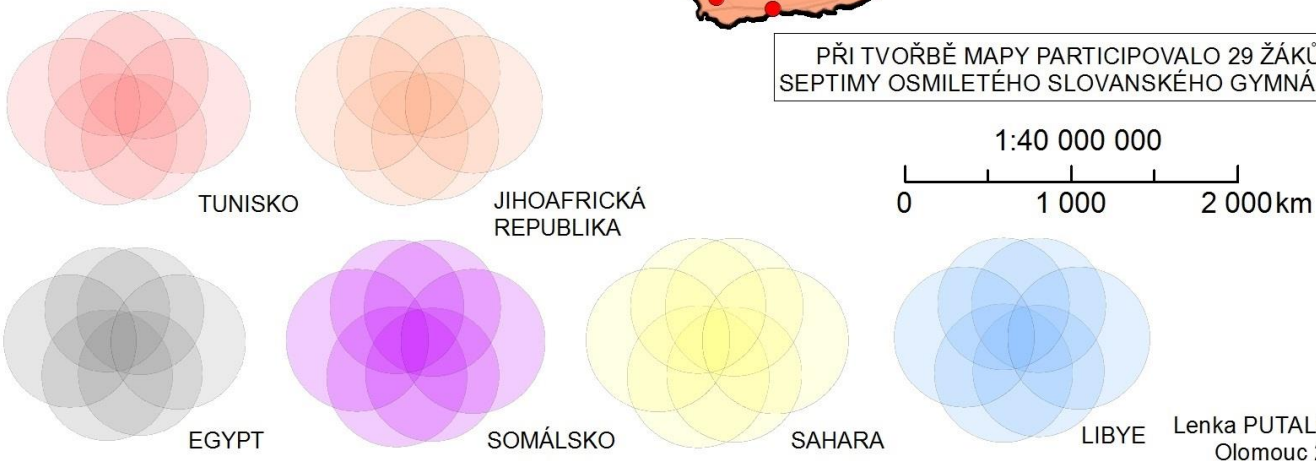 PŘI TVOŘBĚ MAPY PARTICIPOVALO 29 ŽÁKŮ
SEPTIMY OSMILETÉHO SLOVANSKÉHO GYMNÁ
1:40 000 000
0 1 000 2 000 km
TUNISKO
JIHOAFRICKÁ
REPUBLIKA
EGYPT
SOMÁLSKO
SAHARA
LIBYE
Lenka PUTAL
Olomouc